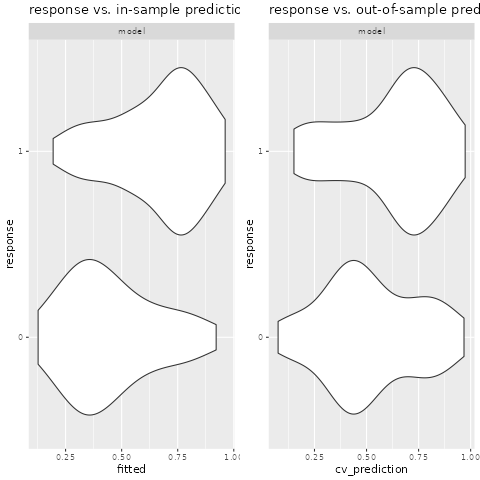 response vs. in-sample predictic
model
response
1
0
0.25
0.50
0.75
1.0
fitted
response vs. out-of-sample pred
model
response
1
0
0.25
0.50
0.75
1.00
cv_prediction